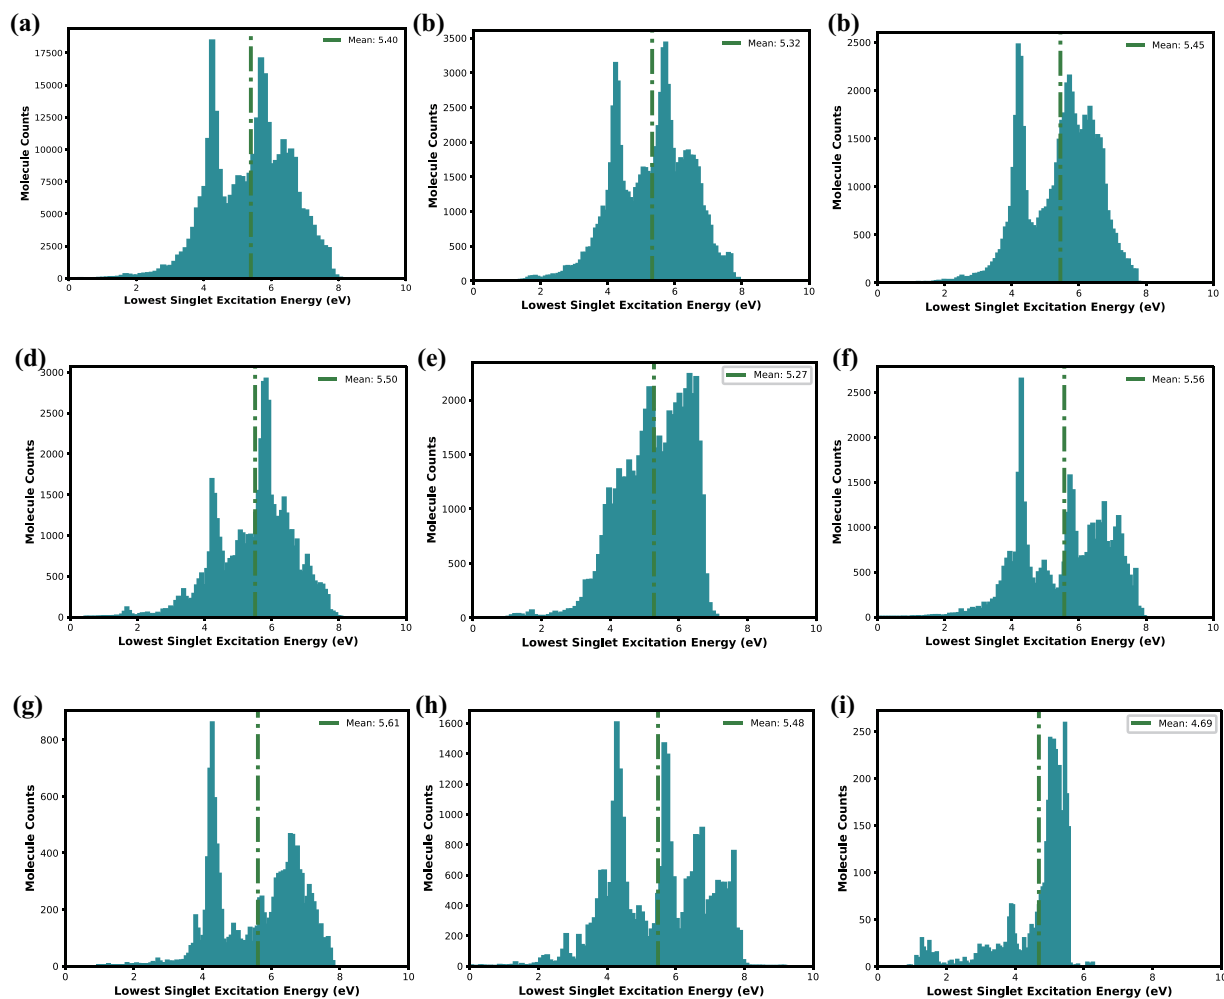 (a)
Mean: 5.40
Molecule Counts
17500
15000
12500
10000
7500
5000
2500
0
0 2 4 6 8 10
Lowest Singlet Excitation Energy (eV)
(b)
Mean: 5.32
Molecule Counts
3500
3000
2500
2000
1500
1000
500
0
0 2 4 6 8 10
Lowest Singlet Excitation Energy (eV)
(b)
Mean: 5.45
Molecule Counts
2500
2000
1500
1000
500
0
0 2 4 6 8 10
Lowest Singlet Excitation Energy (eV)
(d)
Mean: 5.50
Molecule Counts
3000
2500
2000
1500
1000
500
0
0 2 4 6 8 10
Lowest Singlet Excitation Energy (eV)
(e)
Mean: 5.27
Molecule Counts
2000
1500
1000
500
0
0 2 4 6 8 10
Lowest Singlet Excitation Energy (eV)
(f)
Mean: 5.56
Molecule Counts
2500
2000
1500
1000
500
0
0 2 4 6 8 10
Lowest Singlet Excitation Energy (eV)
(g)
Mean: 5.61
Molecule Counts
800
600
400
200
0
0 2 4 6 8 10
Lowest Singlet Excitation Energy (eV)
(h)
Mean: 5.48
Molecule Counts
1600
1400
1200
1000
800
600
400
200
0
0 2 4 6 8 10
Lowest Singlet Excitation Energy (eV)
(i)
Mean: 4.69
Molecule Counts
250
200
150
100
50
0
0 2 4 6 8 10
Lowest Singlet Excitation Energy (eV)